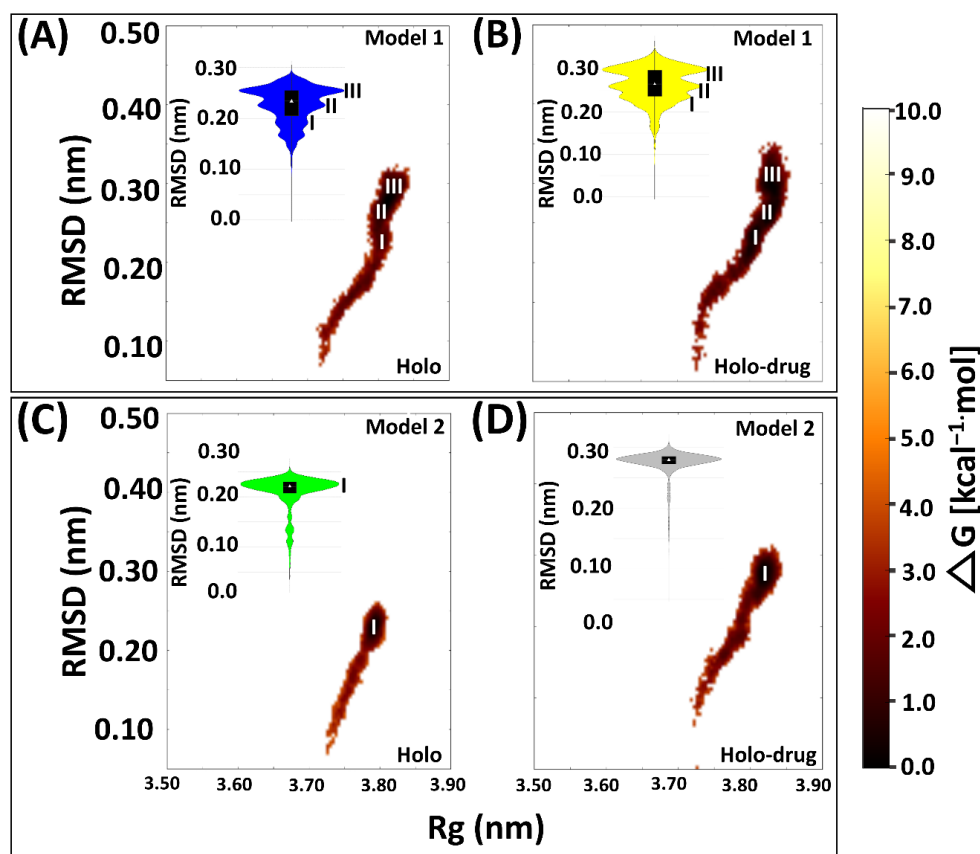 (A)
Model 1
0.50
0.40
0.30
0.20
0.10
RMSD (nm)
0.30
0.20
0.10
0.0
RMSD (nm)
III
II
I
III
II
I
Holo
(B)
Model 1
0.30
0.20
0.10
0.0
RMSD (nm)
III
II
I
III
II
I
Holo-drug
(C)
Model 2
0.50
0.40
0.30
0.20
0.10
RMSD (nm)
0.30
0.20
0.10
0.0
RMSD (nm)
I
I
Holo
(D)
Model 2
0.30
0.20
0.10
0.0
RMSD (nm)
I
Holo-drug
3.50 3.60 3.70 3.80 3.90 3.60 3.70 3.80 3.90
Rg (nm)
10.0
9.0
8.0
7.0
6.0
5.0
4.0
3.0
2.0
1.0
0.0
△G [kcal⁻¹·mol]